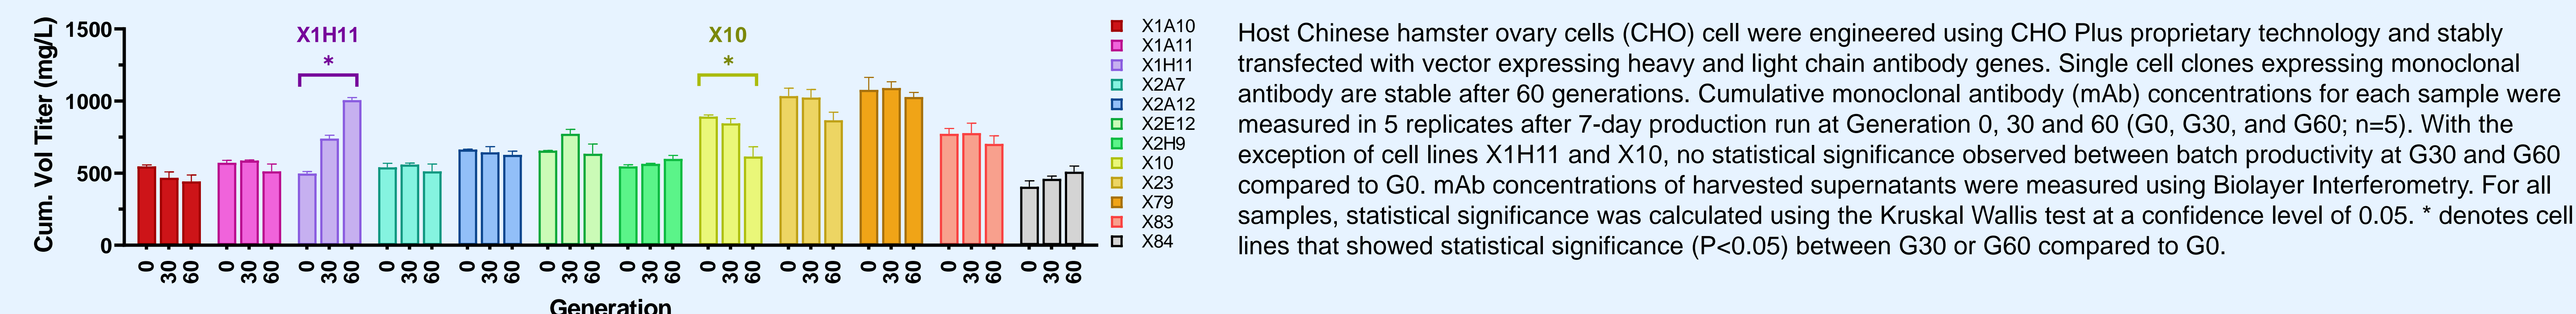 Cum. Vol Titer (mg/L)
1500
1000
500
0
X1H11
*
X10
*
0 30 60 0 30 60 0 30 60 0 30 60 0 30 60 0 30 60 0 30 60 0 30 60 0 30 60 0 30 60 0 30 60 0 30 60
Generation
X1A10
X1A11
X1H11
X2A7
X2A12
X2E12
X2H9
X10
X23
X79
X83
X84
Host Chinese hamster ovary cells (CHO) cell were engineered using CHO Plus proprietary technology and stably
transfected with vector expressing heavy and light chain antibody genes. Single cell clones expressing monoclonal
antibody are stable after 60 generations. Cumulative monoclonal antibody (mAb) concentrations for each sample were
measured in 5 replicates after 7-day production run at Generation 0, 30 and 60 (G0, G30, and G60; n=5). With the
exception of cell lines X1H11 and X10, no statistical significance observed between batch productivity at G30 and G60
compared to G0. mAb concentrations of harvested supernatants were measured using Biolayer Interferometry. For all
samples, statistical significance was calculated using the Kruskal Wallis test at a confidence level of 0.05. * denotes cell
lines that showed statistical significance (P<0.05) between G30 or G60 compared to G0.